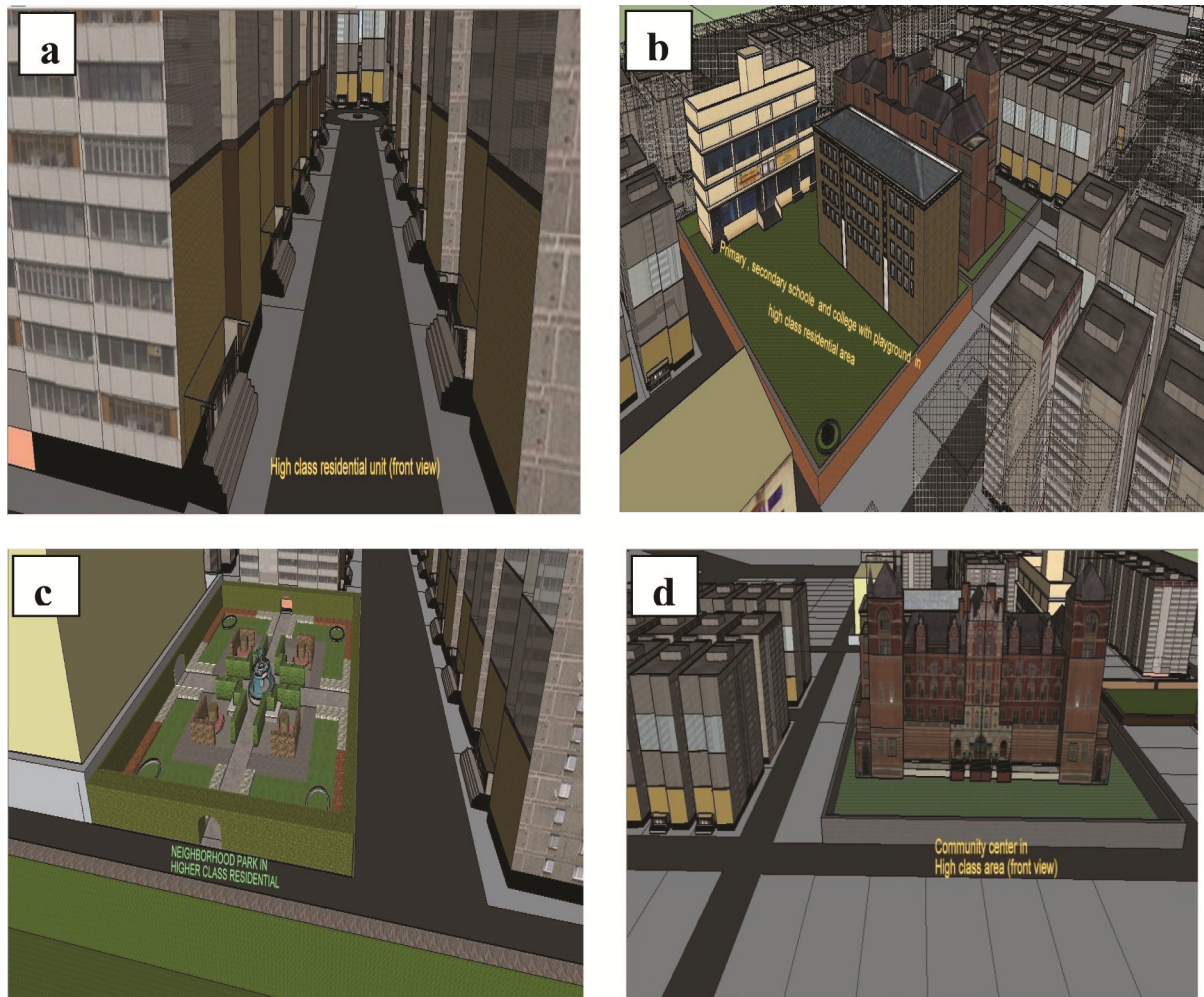 a
b
High class residential unit (front view)
Primary , secondary schoole and college with playground in
high class residential area
c
d
NEIGHBORHOOD PARK IN
HIGHER CLASS RESIDENTIAL
Community center in
High class area (front view)